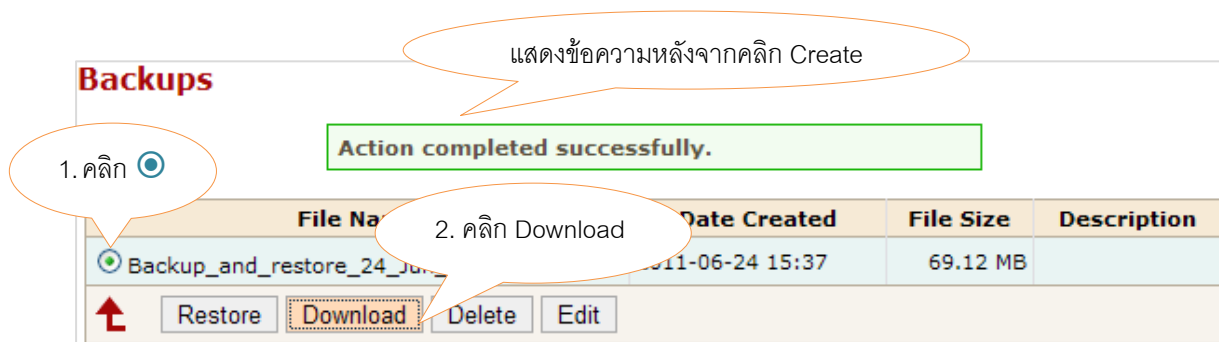 แสดงข้อความหลังจากคลิก Create
Backups
Action completed successfully.
1. คลิก
File Na
2. คลิก Download
Date Created
File Size
Description
Backup_and_restore_24_Jun_
011-06-24 15:37
69.12 MB
Restore
Download
Delete
Edit